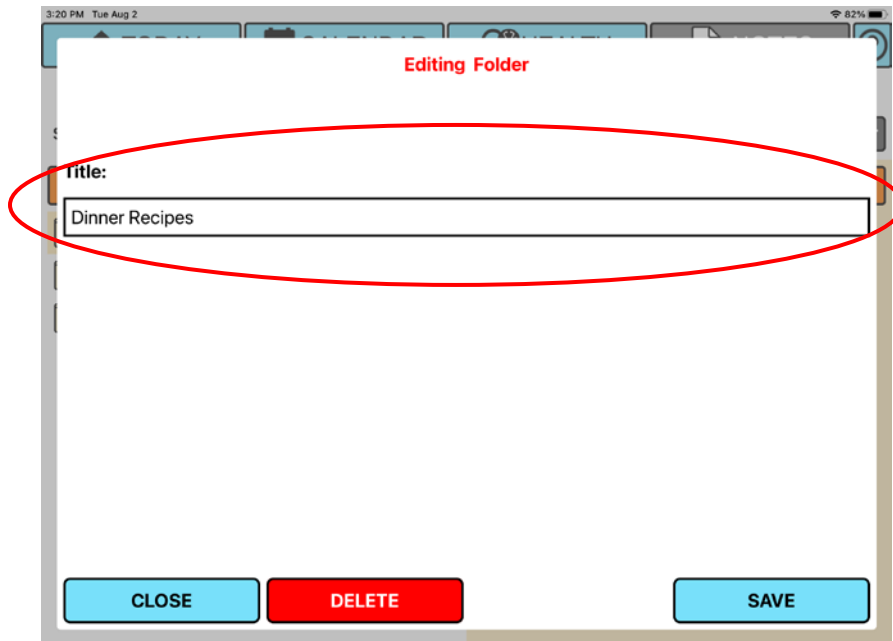 3:20 PM Tue Aug 2
82%
Editing Folder
Title:
Dinner Recipes
CLOSE
DELETE
SAVE